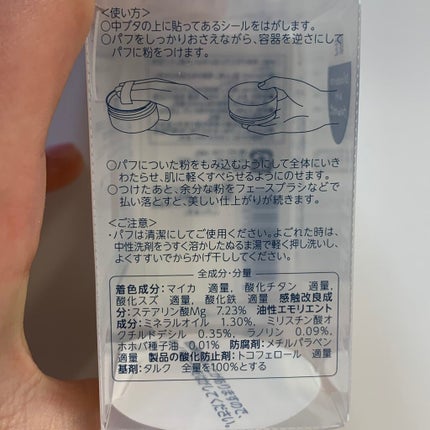 <使い方>
○中ブタの上に貼ってあるシールをはがします。
○パフをしっかりおさえながら、容器を逆さにして
パフに粉をつけます。
○パフについた粉をもみ込むようにして全体にいき
わたらせ、肌に軽くすべらせるようにのせます。
○つけたあと、余分な粉をフェースブラシなどで
払い落とすと、美しい仕上がりが続きます。
<ご注意>
・パフは清潔にしてご使用ください。よごれた時は、
中性洗剤をうすく溶かしたぬるま湯で軽く押し洗いし、
よくすすいでからかげ干ししてください。
全成分・分量
着色成分：マイカ 適量、酸化チタン 適量、
酸化スズ 適量、酸化鉄 適量 感触改良成
分：ステアリン酸Mg 7.23% 油性エモリエント
成分：ミネラルオイル 1.30%、ミリスチン酸オ
クチルドデシル 0.35%、ラノリン 0.09%、
ホホバ種子油 0.01% 防腐剤：メチルパラベン
適量 製品の酸化防止剤：トコフェロール 適量
基剤：タルク 全量を100%とする